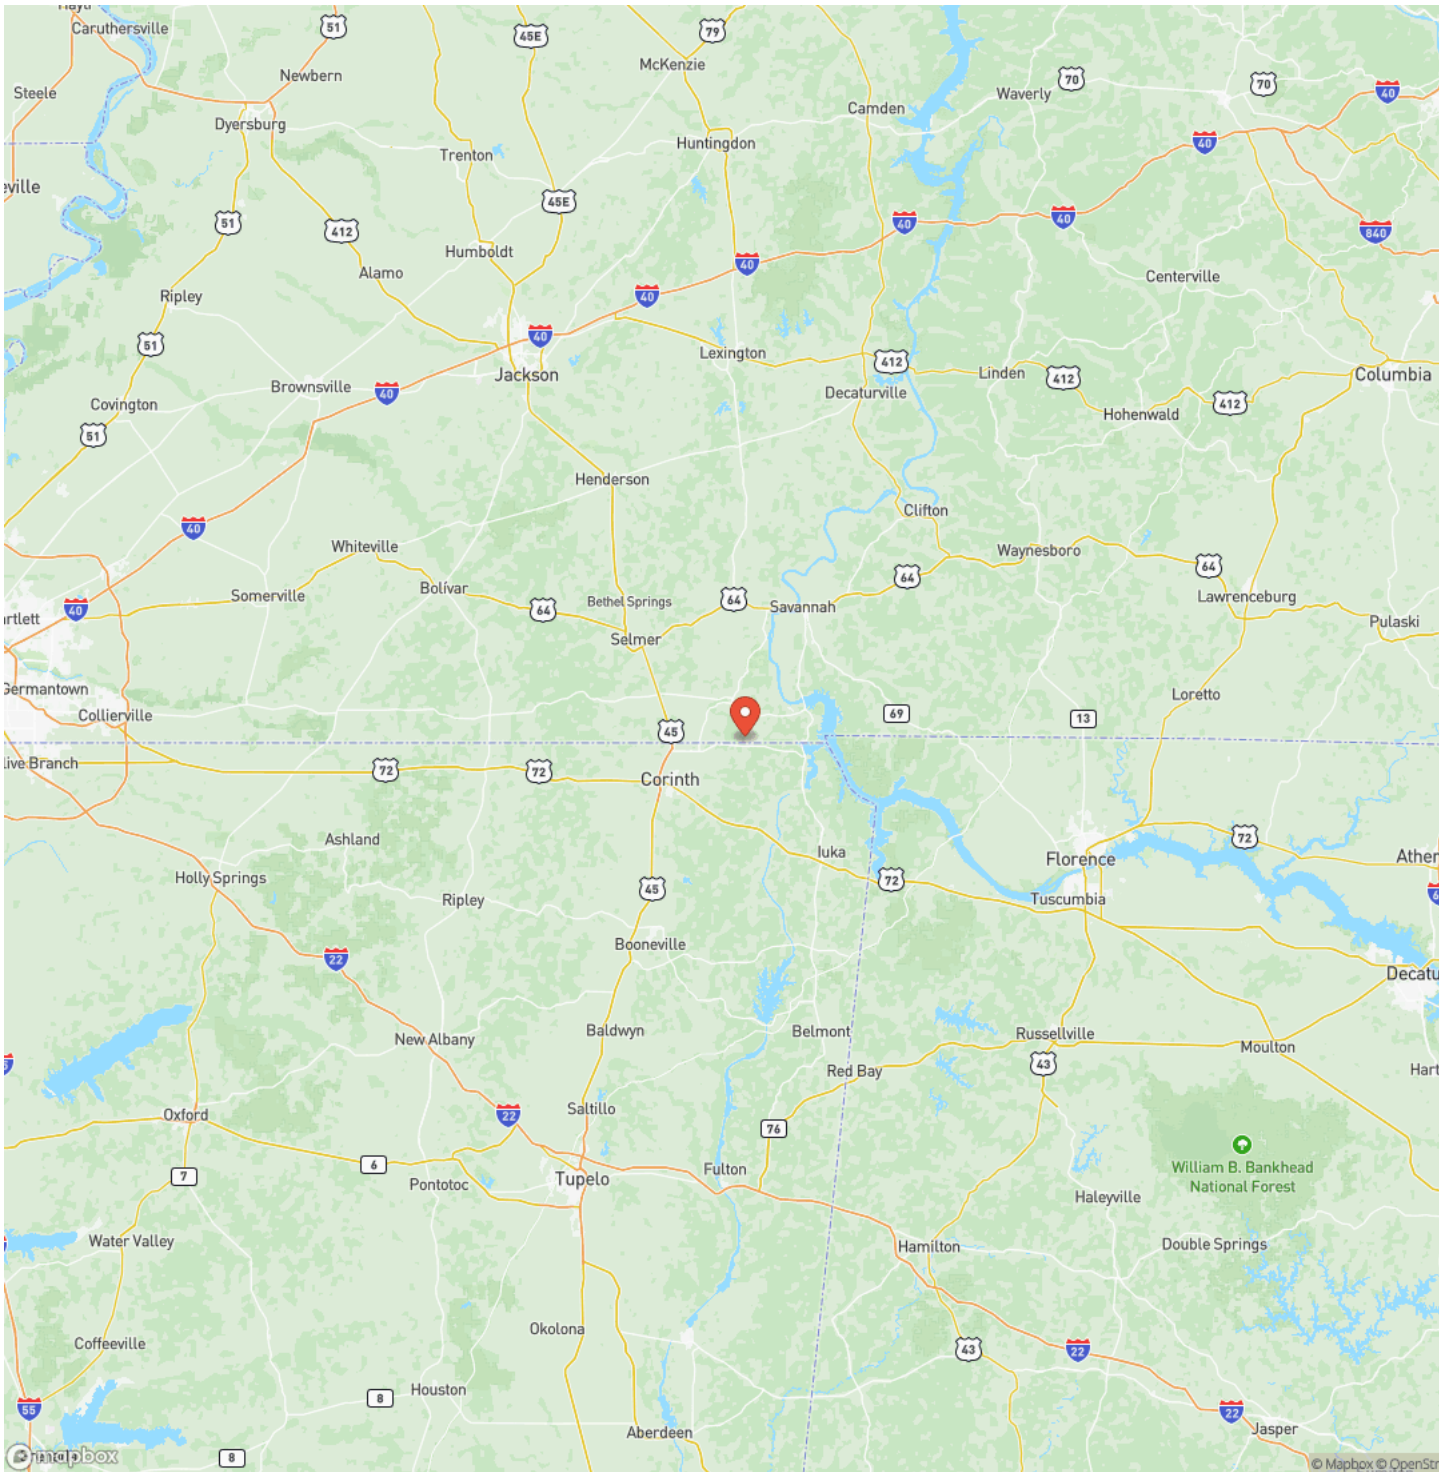 Caruthersville
51
45E
79
McKenzie
70
70
40
Steele
Newbern
Waverly
Camden
Dyersburg
Huntingdon
Trenton
40
45E
51
412
40
40
840
Humboldt
40
Alamo
Centerville
Ripley
40
51
40
Lexington
412
Jackson
Linden
412
Columbia
Brownsville
40
Decaturville
Covington
412
Hohenwald
51
Henderson
Clifton
40
Whiteville
Waynesboro
64
64
Bolívar
Somerville
Bethel Springs
64
Savannah
Lawrenceburg
40
64
Pulaski
Selmer
Germantown
Loretto
Collierville
69
13
45
72
72
Corinth
Ashland
Iuka
72
Florence
Holly Springs
72
45
Ripley
Tuscumbia
Booneville
22
New Albany
Baldwyn
Belmont
Russellville
Moulton
43
Red Bay
Oxford
22
Saltillo
76
William B. Bankhead
National Forest
7
6
Fulton
Tupelo
Pontotoc
Haleyville
Water Valley
Hamilton
Double Springs
Okolona
Coffeeville
43
22
Houston
8
55
22
Aberdeen
Jasper
8
mapbox
© Mapbox © OpenStr